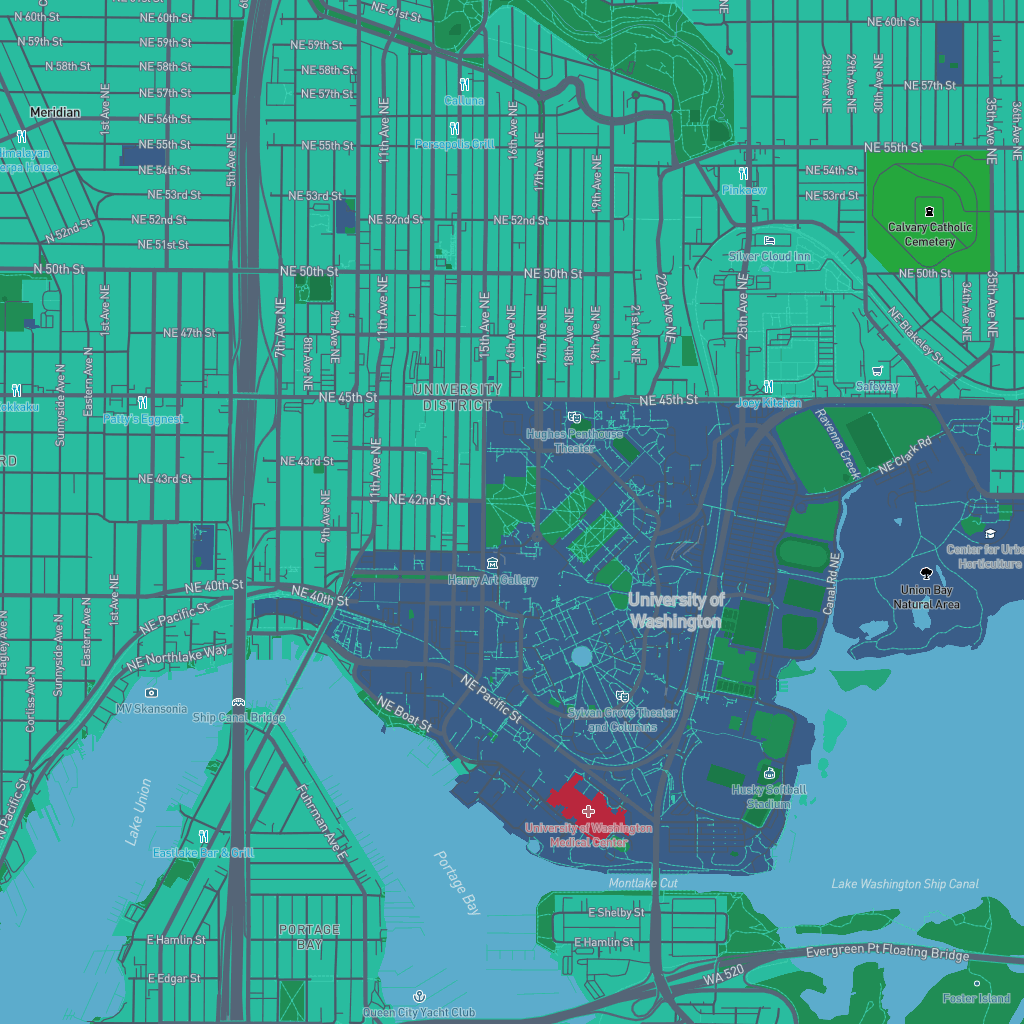 NE 61st St
N 60th St
NE 60th St
NE 60th St
N 59th St
NE 59th St
NE 59th St
N 58th St
NE 58th St
NE 58th St
28th Ave NE
29th Ave NE
30th Ave NE
Calluna
NE 57th St
NE 57th St
NE 57th St
Meridian
1st Ave NE
NE 56th St
16th Ave NE
35th Ave NE
36th Ave NE
11th Ave NE
Persepolis Grill
NE 55th St
NE 55th St
NE 55th St
5th Ave NE
17th Ave NE
19th Ave NE
Himalayan
Sherpa House
NE 54th St
NE 54th St
Pinknew
NE 53rd St
NE 53rd St
NE 53rd St
N 52nd St
NE 52nd St
NE 52nd St
NE 52nd St
Calvary Catholic
Cemetery
NE 51st St
Silver Cloud Inn
N 50th St
NE 50th St
NE 50th St
NE 50th St
1st Ave NE
7th Ave NE
11th Ave NE
15th Ave NE
22nd Ave NE
25th Ave NE
34th Ave NE
35th Ave NE
NE 47th St
8th Ave NE
9th Ave NE
16th Ave NE
17th Ave NE
18th Ave NE
19th Ave NE
21st Ave NE
NE Blakeley St
Sunnyside Ave N
Eastern Ave N
Safeway
UNIVERSITY
DISTRICT
NE 45th St
NE 45th St
Joey Kitchen
Patty's Eggnest
Hughes Penthouse
Theater
Ravenna Creek
NE Clark Rd
NE 43rd St
NE 43rd St
11th Ave NE
NE 42nd St
9th Ave NE
Henry Art Gallery
Center for Urban
Horticulture
Union Bay
Natural Area
Canal Rd NE
NE 40th St
NE 40th St
University of
Washington
NE Pacific St
1st Ave NE
Eastern Ave N
Sunnyside Ave N
Bagley Ave N
Corliss Ave N
NE Northlake Way
MV Skansonia
Ship Canal Bridge
NE Pacific St
NE Boat St
Sylvan Grove Theater
and Columns
Husky Softball
Stadium
N Pacific St
Lake Union
Fuhrman Ave E
University of Washington
Medical Center
Eastlake Bar & Grill
Portage Bay
Montlake Cut
Lake Washington Ship Canal
E Shelby St
E Hamlin St
E Hamlin St
PORTAGE
BAY
E Edgar St
Evergreen Pt Floating Bridge
WA 520
Foster Island
Queen City Yacht Club